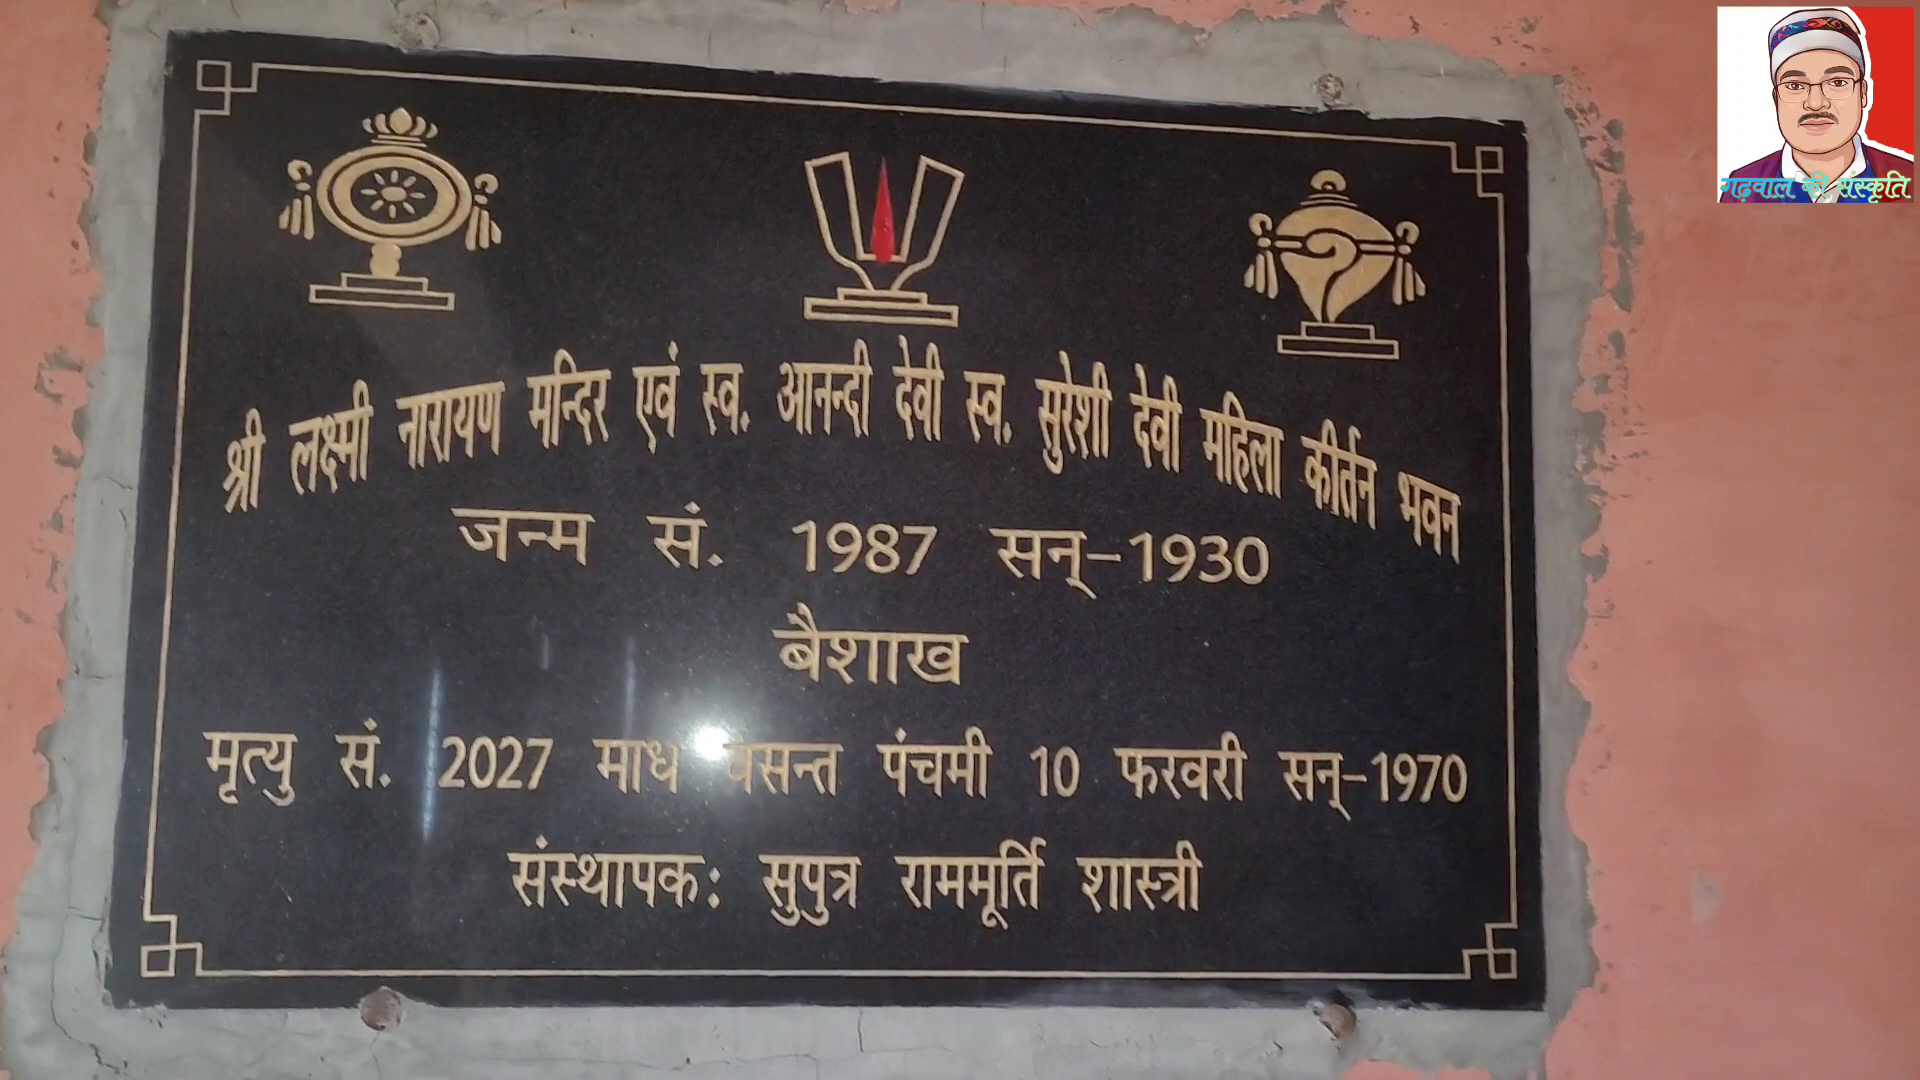 गढ़वाल की संस्कृति
श्री लक्ष्मी नारायण मन्दिर एवं स्व. आनन्दी देवी स्व. सुरेशी देवी महिला कीर्तन भवन
जन्म सं. 1987 सन्-1930
बैशाख
मृत्यु सं. 2027 माध वसन्त पंचमी 10 फरवरी सन्-1970
संस्थापकः सुपुत्र राममूर्ति शास्त्री